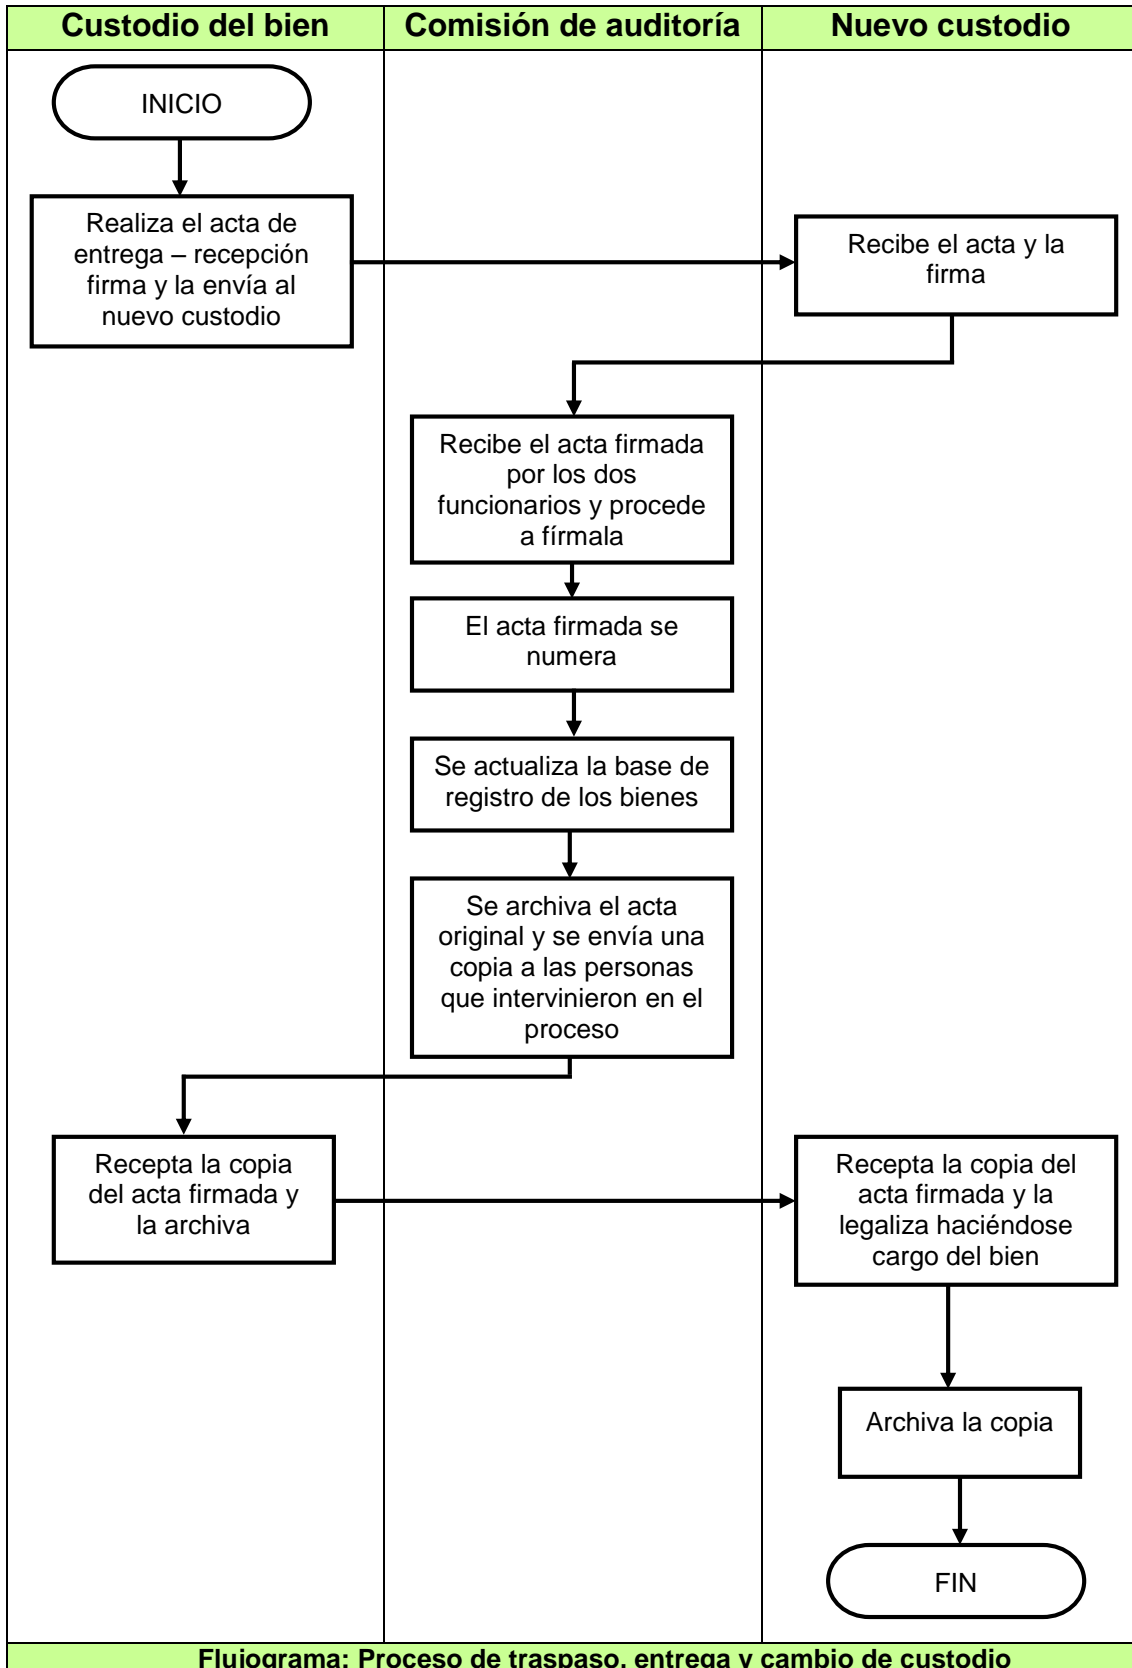 Custodio del bien
Comisión de auditoría
Nuevo custodio
INICIO
Realiza el acta de
entrega – recepción
firma y la envía al
nuevo custodio
Recibe el acta y la
firma
Recibe el acta firmada
por los dos
funcionarios y procede
a fírmala
El acta firmada se
numera
Se actualiza la base de
registro de los bienes
Se archiva el acta
original y se envía una
copia a las personas
que intervinieron en el
proceso
Recepta la copia
del acta firmada y
la archiva
Recepta la copia del
acta firmada y la
legaliza haciéndose
cargo del bien
Archiva la copia
FIN
Flujograma: Proceso de traspaso, entrega y cambio de custodio